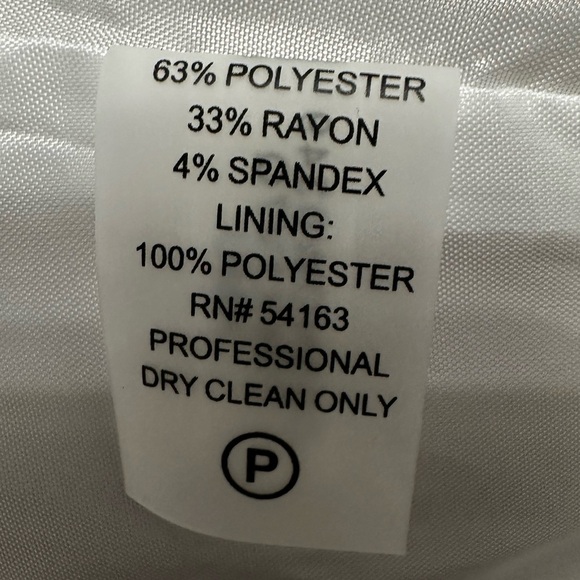 63% POLYESTER
33% RAYON
4% SPANDEX
LINING:
100% POLYESTER
RN# 54163
PROFESSIONAL
DRY CLEAN ONLY
P